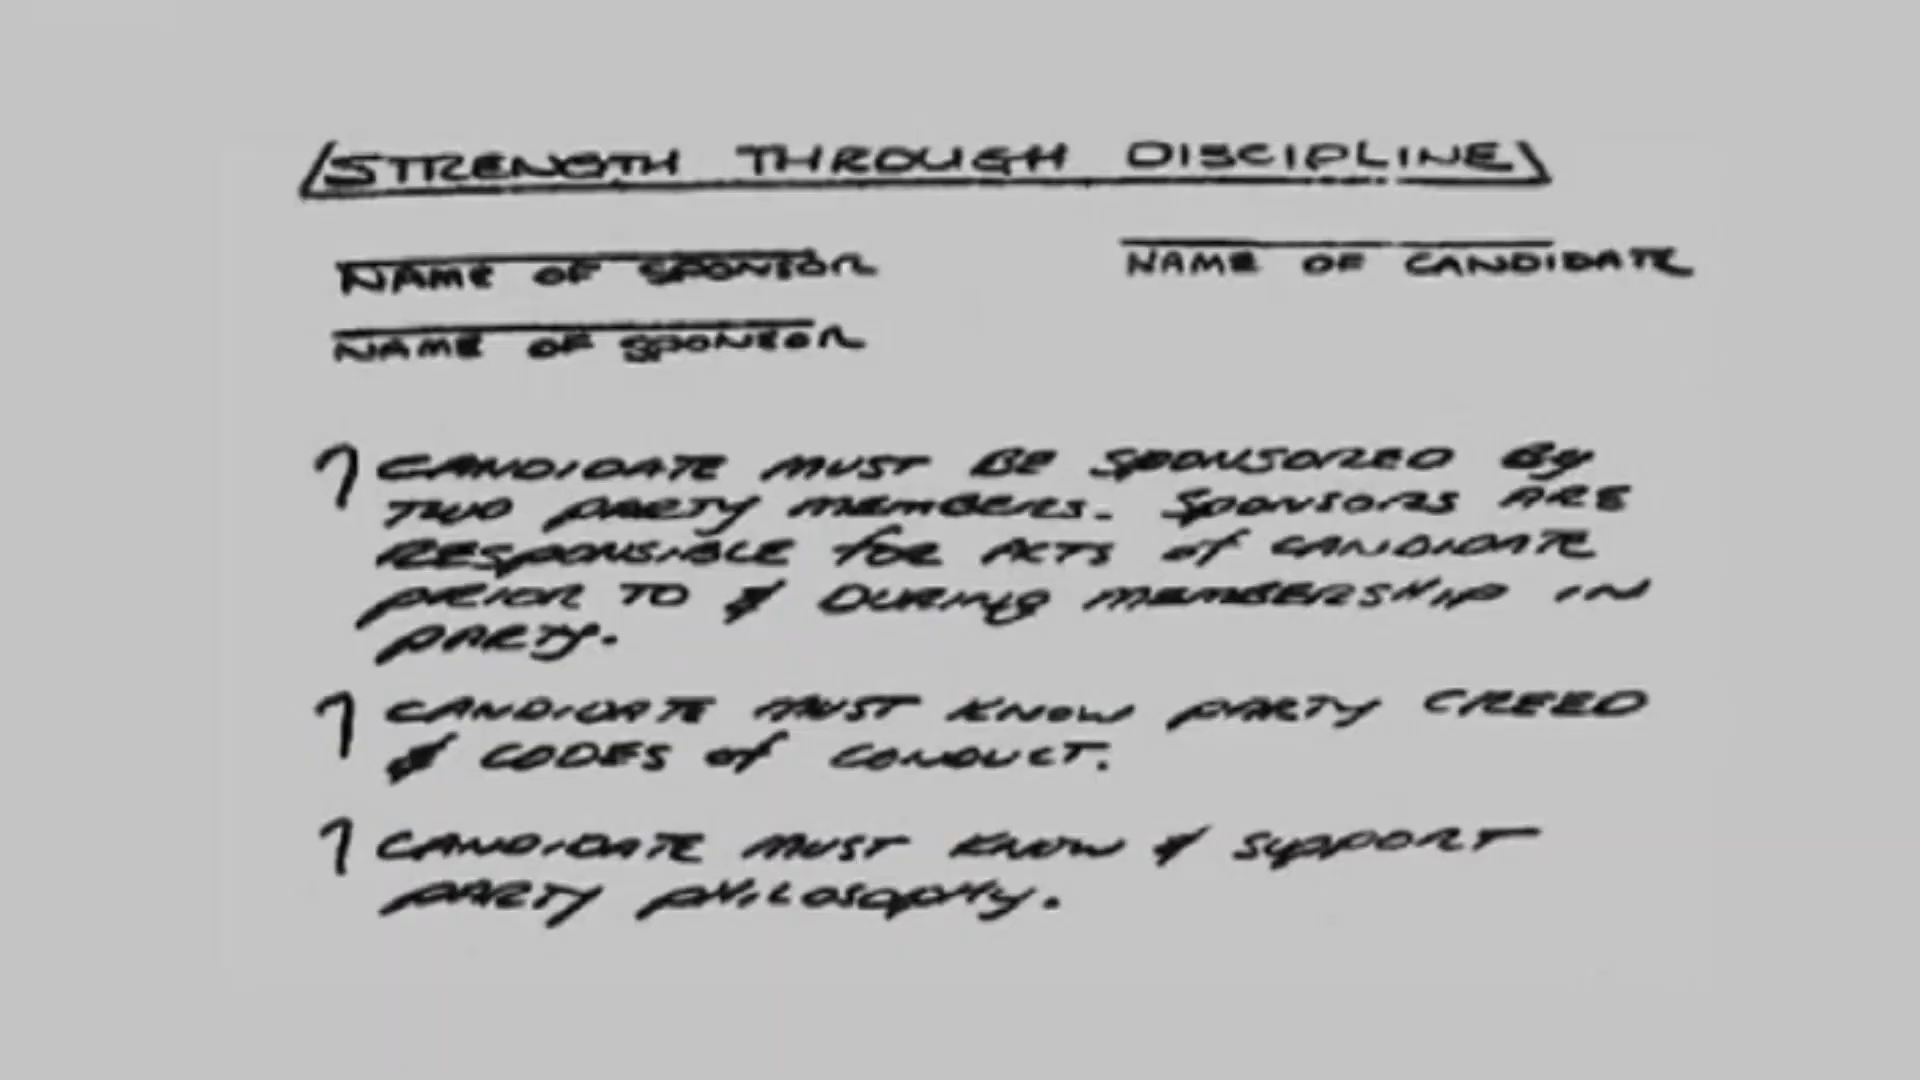 STRENGTH THROUGH DISCIPLINE
NAME OF SPONSOR NAME OF CANDIDATE
NAME OF SPONSOR
CANDIDATE MUST BE SPONSORED By
TWO PARTY MEMBERS. SPONSORS ARE
RESPONSIBLE for ACTS of CANDIDATE
PRIOR TO & DURING MEMBERSHIP IN
PARTY.
CANDIDATE MUST KNOW PARTY CREED
& CODES of CONDUCT.
CANDIDATE MUST KNOW & SUPPORT
PARTY PHILOSOPHY.